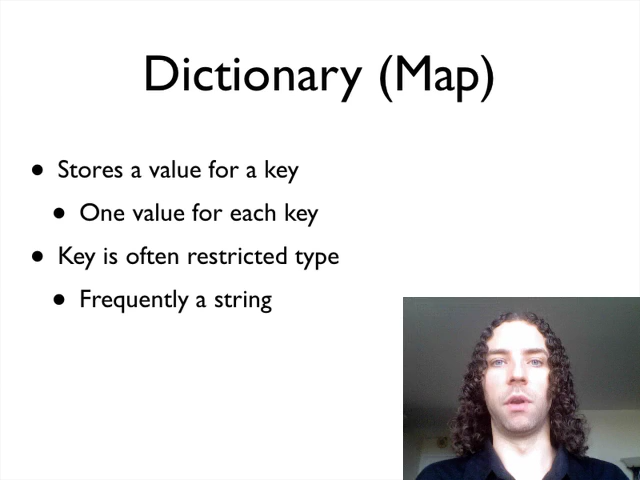 Dictionary (Map)
• Stores a value for a key
• One value for each key
• Key is often restricted type
• Frequently a string